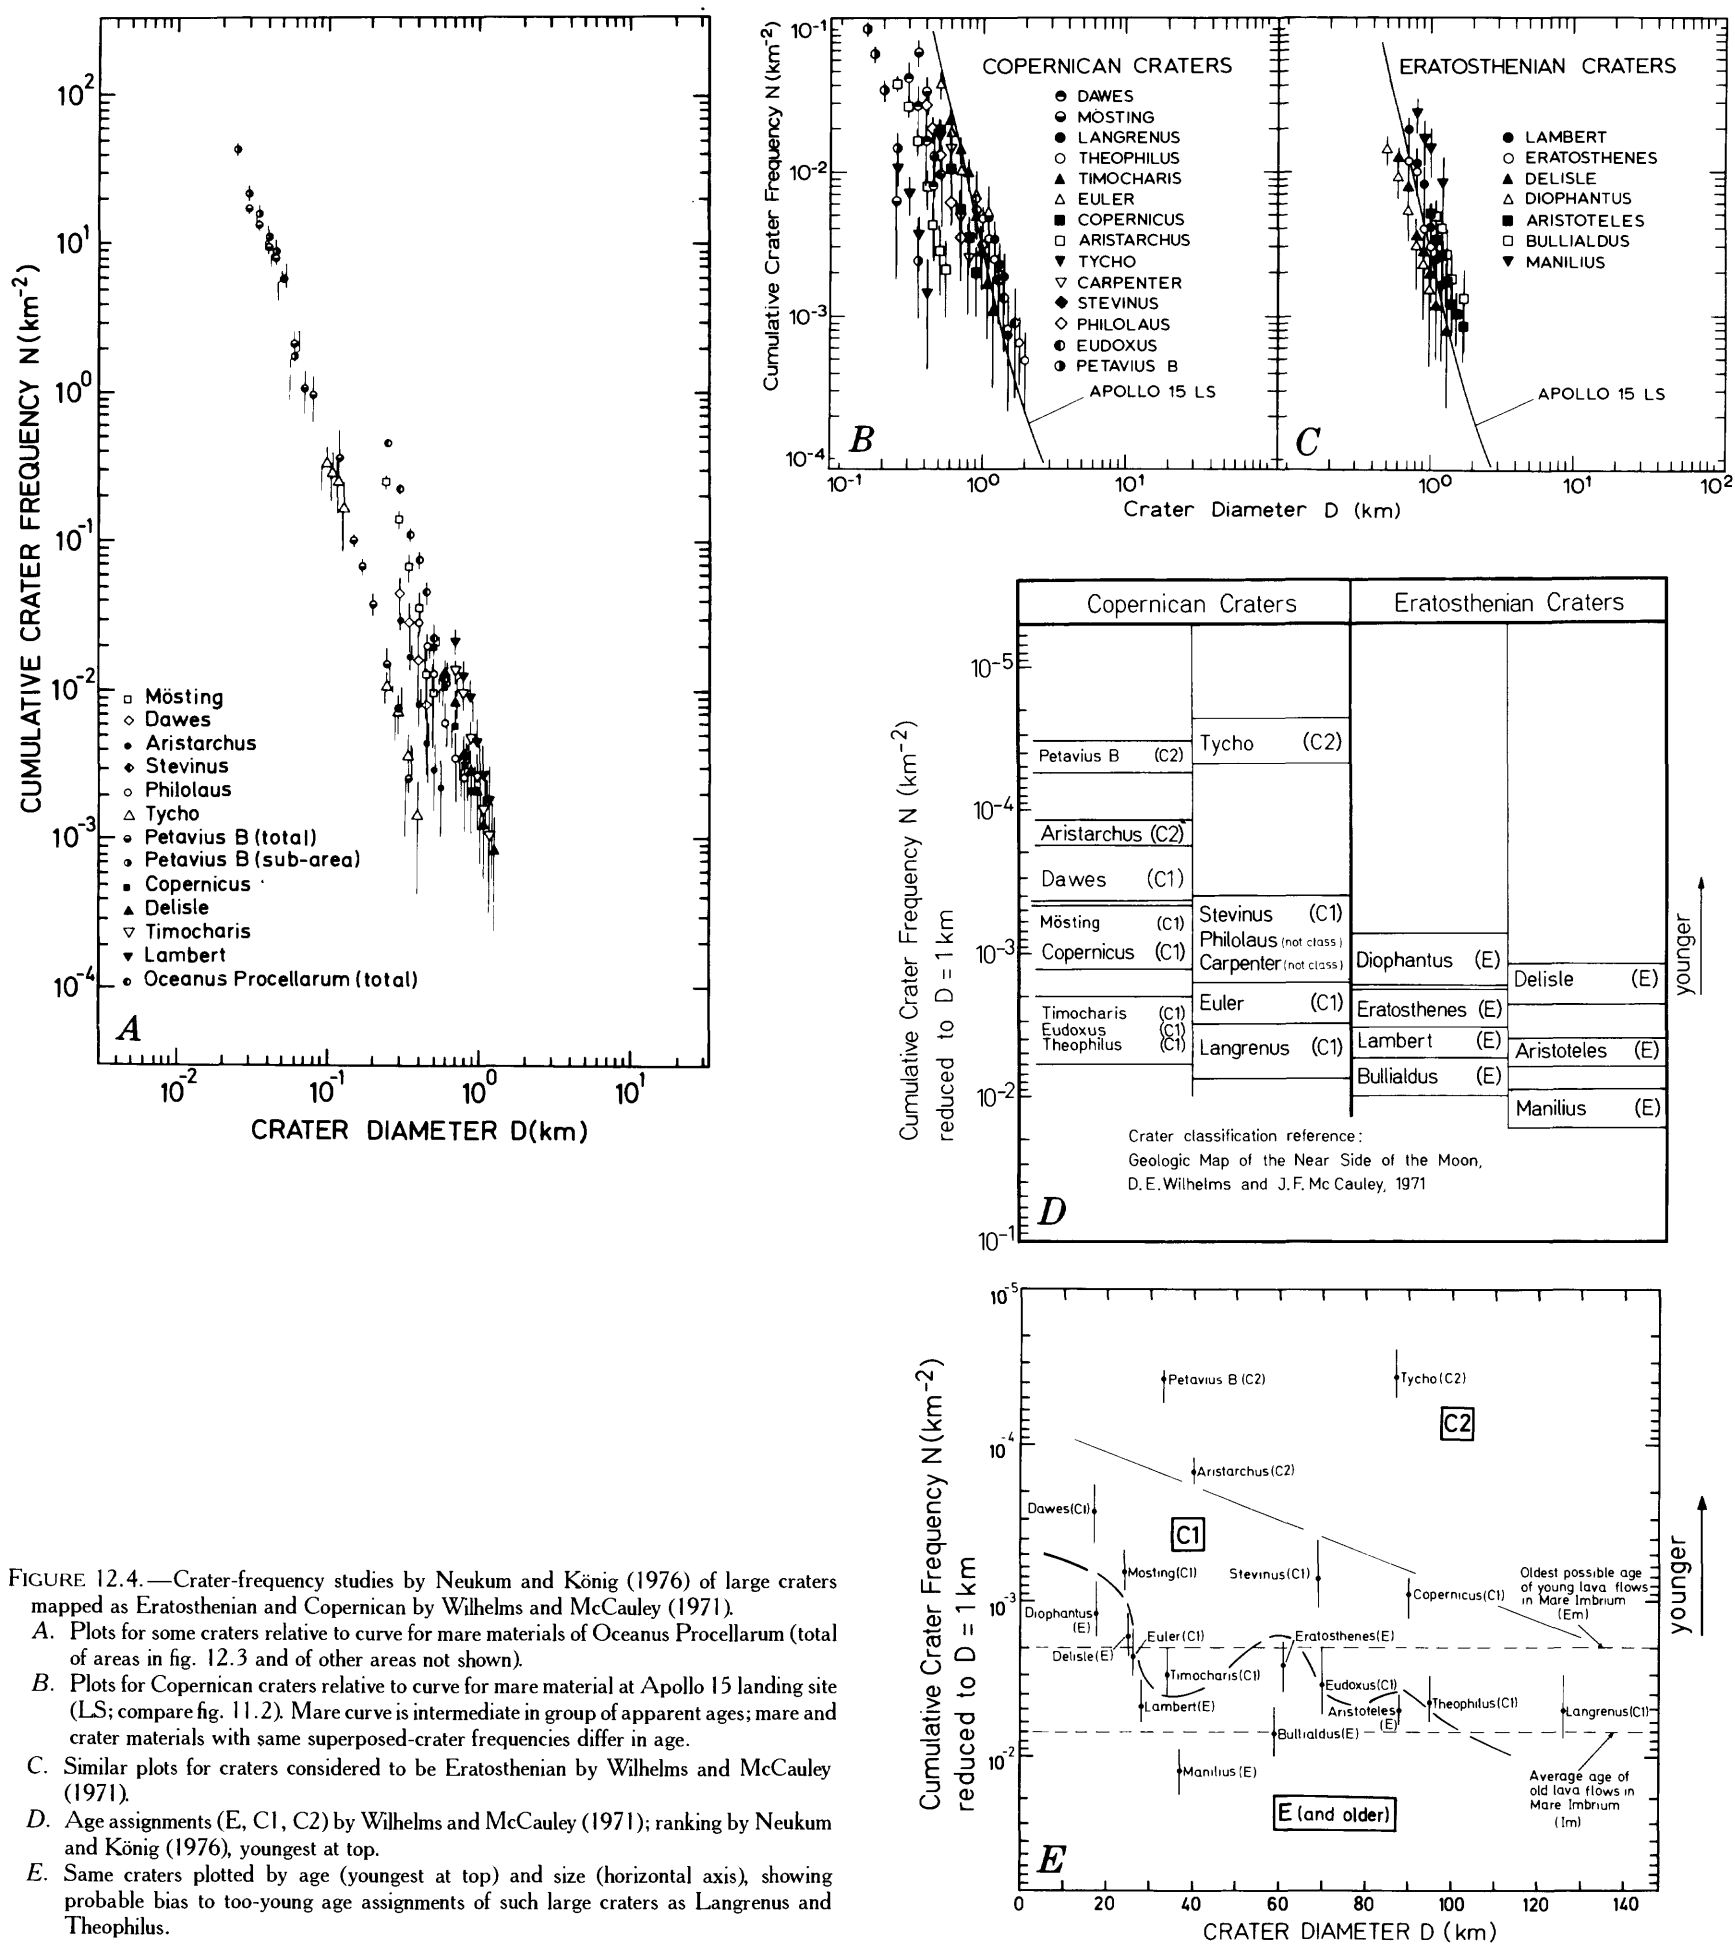 CUMULATIVE CRATER FREQUENCY N(km-2)
10²
10¹
10⁰
10-1
10-2
10-3
10-4
Mösting
Dawes
Aristarchus
Stevinus
Philolaus
Tycho
Petavius B (total)
Petavius B (sub-area)
Copernicus
Delisle
Timocharis
Lambert
Oceanus Procellarum (total)
A
10-2 10-1 10⁰ 10¹
CRATER DIAMETER D(km)
Cumulative Crater Frequency N (km-2)
10-1
10-2
10-3
10-4
COPERNICAN CRATERS
DAWES
MÖSTING
LANGRENUS
THEOPHILUS
TIMOCHARIS
EULER
COPERNICUS
ARISTARCHUS
TYCHO
CARPENTER
STEVINUS
PHILOLAUS
EUDOXUS
PETAVIUS B
APOLLO 15 LS
B
ERATOSTHENIAN CRATERS
LAMBERT
ERATOSTHENES
DELISLE
DIOPHANTUS
ARISTOTELES
BULLIALDUS
MANILIUS
APOLLO 15 LS
C
10-1 10⁰ 10¹ 10⁰ 10¹ 10²
Crater Diameter D (km)
Cumulative Crater Frequency N (km-2)
reduced to D = 1 km
10-5
10-4
10-3
10-2
10-1
Copernican Craters Eratosthenian Craters
Petavius B (C2)
Aristarchus (C2)
Dawes (C1)
Mösting (C1)
Copernicus (C1)
Timocharis (C1)
Eudoxus (C1)
Theophilus (C1)
Tycho (C2)
Stevinus (C1)
Philolaus (not class)
Carpenter (not class)
Euler (C1)
Langrenus (C1)
Diophantus (E)
Eratosthenes (E)
Lambert (E)
Bullialdus (E)
Delisle (E)
Aristoteles (E)
Manilius (E)
younger
Crater classification reference:
Geologic Map of the Near Side of the Moon,
D.E.Wilhelms and J.F. Mc Cauley, 1971
D
Cumulative Crater Frequency N(km-2)
reduced to D = 1km
10-5
10-4
10-3
10-2
Petavius B (C2)
Tycho (C2)
C2
Aristarchus (C2)
Dawes (C1)
C1
Mosting (C1)
Stevinus (C1)
Copernicus (C1)
Oldest possible age
of young lava flows
in Mare Imbrium
(Em)
Diophantus
(E)
Delisle (E)
Euler (C1)
Eratosthenes (E)
Timocharis (C1)
Eudoxus (C1)
Lambert (E)
Aristoteles
(E)
Theophilus (C1)
Langrenus (C1)
Bullialdus (E)
Manilius (E)
Average age of
old lava flows in
Mare Imbrium
(Im)
E (and older)
E
younger
0 20 40 60 80 100 120 140
CRATER DIAMETER D (km)
FIGURE 12.4.—Crater-frequency studies by Neukum and König (1976) of large craters
mapped as Eratosthenian and Copernican by Wilhelms and McCauley (1971).
A. Plots for some craters relative to curve for mare materials of Oceanus Procellarum (total
of areas in fig. 12.3 and of other areas not shown).
B. Plots for Copernican craters relative to curve for mare material at Apollo 15 landing site
(LS; compare fig. 11.2). Mare curve is intermediate in group of apparent ages; mare and
crater materials with same superposed-crater frequencies differ in age.
C. Similar plots for craters considered to be Eratosthenian by Wilhelms and McCauley
(1971).
D. Age assignments (E, C1, C2) by Wilhelms and McCauley (1971); ranking by Neukum
and König (1976), youngest at top.
E. Same craters plotted by age (youngest at top) and size (horizontal axis), showing
probable bias to too-young age assignments of such large craters as Langrenus and
Theophilus.